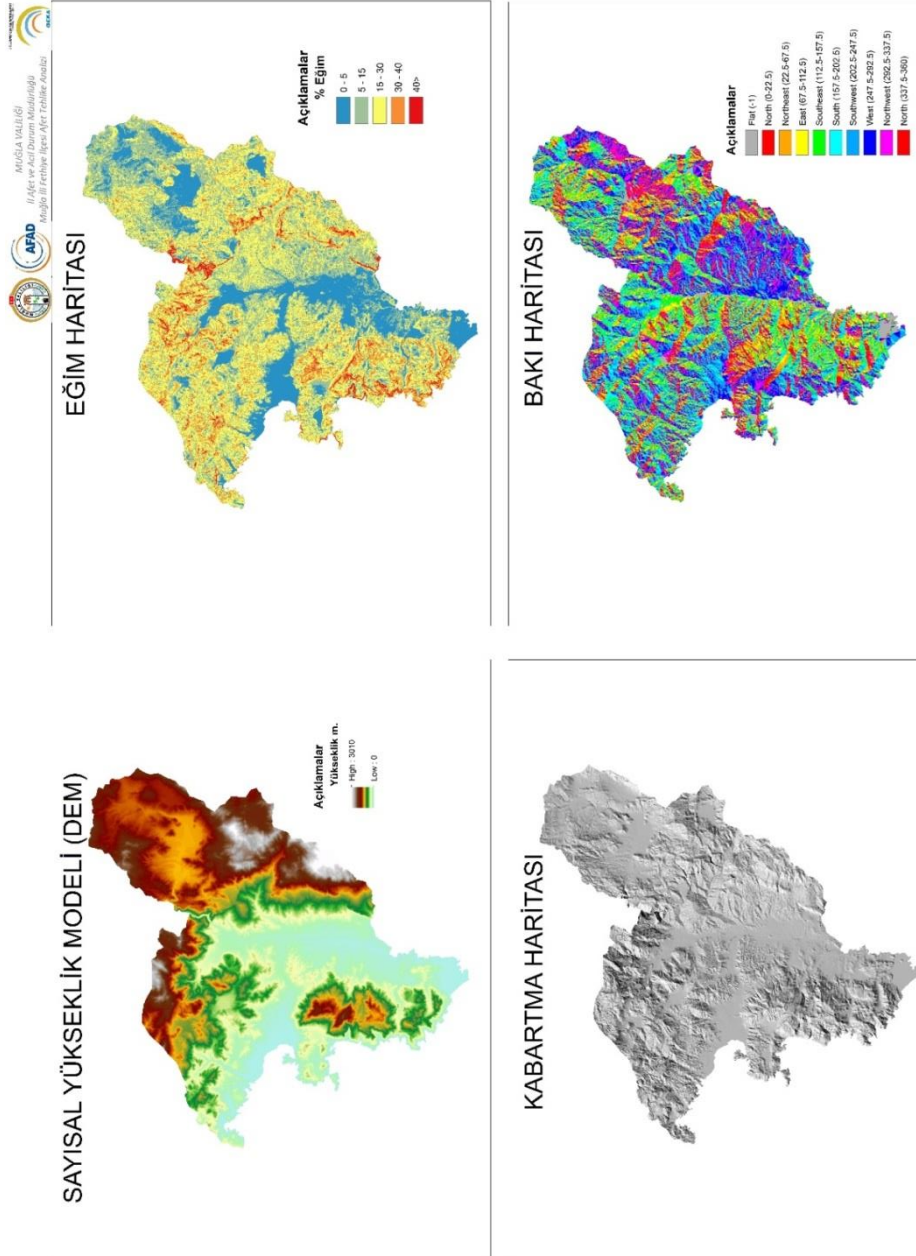 MUĞLA VALİLİĞİ
İl Afet ve Acil Durum Müdürlüğü
Muğla İli Fethiye İlçesi Afet Tehlike Analizi
AFAD
SAYISAL YÜKSEKLİK MODELİ (DEM)
Açıklamalar
Yükseklik m.
High : 3010
Low : 0
EĞİM HARİTASI
Açıklamalar
% Eğim
0 - 5
5 - 15
15 - 30
30 - 40
40>
KABARTMA HARİTASI
BAKI HARİTASI
Açıklamalar
Flat (-1)
North (0-22.5)
Northeast (22.5-67.5)
East (67.5-112.5)
Southeast (112.5-157.5)
South (157.5-202.5)
Southwest (202.5-247.5)
West (247.5-292.5)
Northwest (292.5-337.5)
North (337.5-360)